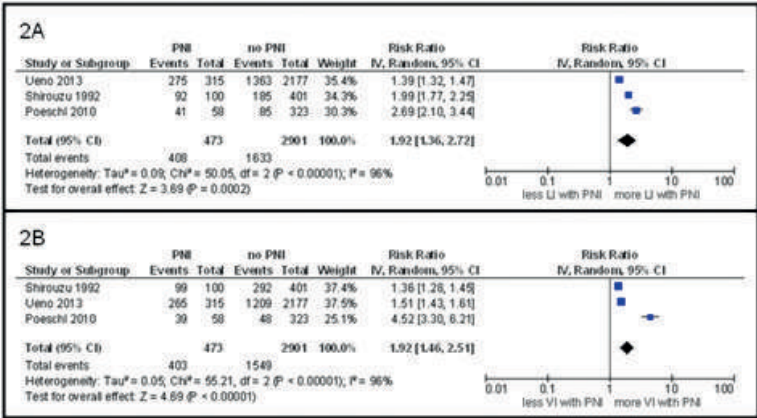 2A
PNI no PNI Risk Ratio Risk Ratio
Study or Subgroup Events Total Events Total Weight IV, Random, 95% CI IV, Random, 95% CI
Ueno 2013 275 315 1363 2177 35.4% 1.39 [1.32, 1.47]
Shirouzu 1992 92 100 185 401 34.3% 1.99 [1.77, 2.25]
Poeschl 2010 41 58 85 323 30.3% 2.69 [2.10, 3.44]
Total (95% CI) 473 2901 100.0% 1.92 [1.36, 2.72]
Total events 408 1633
Heterogeneity: Tau² = 0.09; Chi² = 50.05, df = 2 (P < 0.00001); I² = 96%
Test for overall effect: Z = 3.69 (P = 0.0002)
0.01 0.1 1 10 100
less LI with PNI more LI with PNI
2B
PNI no PNI Risk Ratio Risk Ratio
Study or Subgroup Events Total Events Total Weight IV, Random, 95% CI IV, Random, 95% CI
Shirouzu 1992 99 100 292 401 37.4% 1.36 [1.28, 1.45]
Ueno 2013 265 315 1209 2177 37.5% 1.51 [1.43, 1.61]
Poeschl 2010 39 58 48 323 25.1% 4.52 [3.30, 6.21]
Total (95% CI) 473 2901 100.0% 1.92 [1.46, 2.51]
Total events 403 1549
Heterogeneity: Tau² = 0.05; Chi² = 55.21, df = 2 (P < 0.00001); I² = 96%
Test for overall effect: Z = 4.69 (P < 0.00001)
0.01 0.1 1 10 100
less VI with PNI more VI with PNI